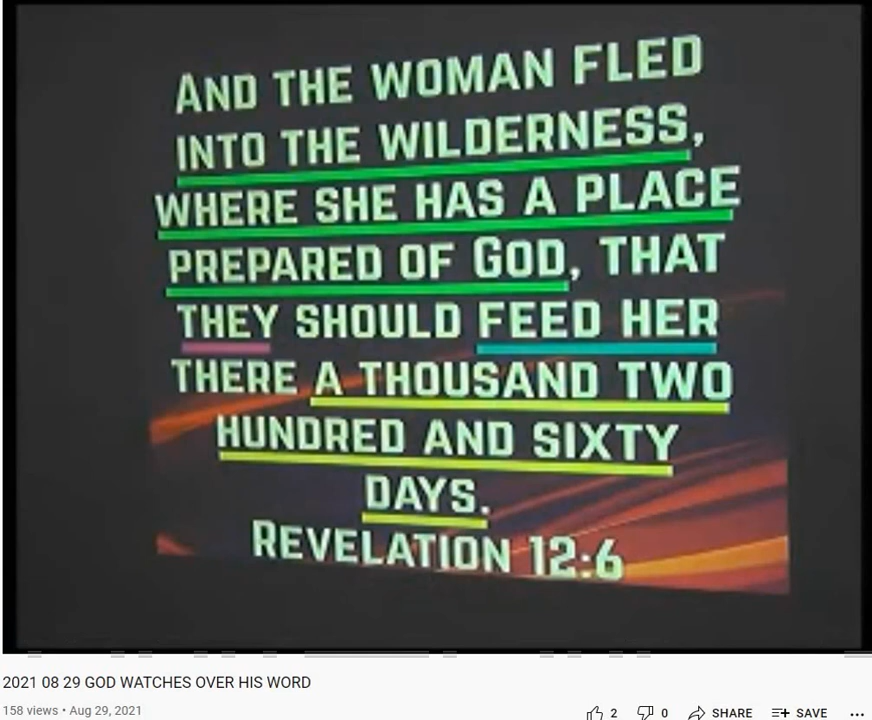 AND THE WOMAN FLED
INTO THE WILDERNESS,
WHERE SHE HAS A PLACE
PREPARED OF GOD, THAT
THEY SHOULD FEED HER
THERE A THOUSAND TWO
HUNDRED AND SIXTY
DAYS.
REVELATION 12:6
2021 08 29 GOD WATCHES OVER HIS WORD
158 views • Aug 29, 2021
2 0 SHARE SAVE ...